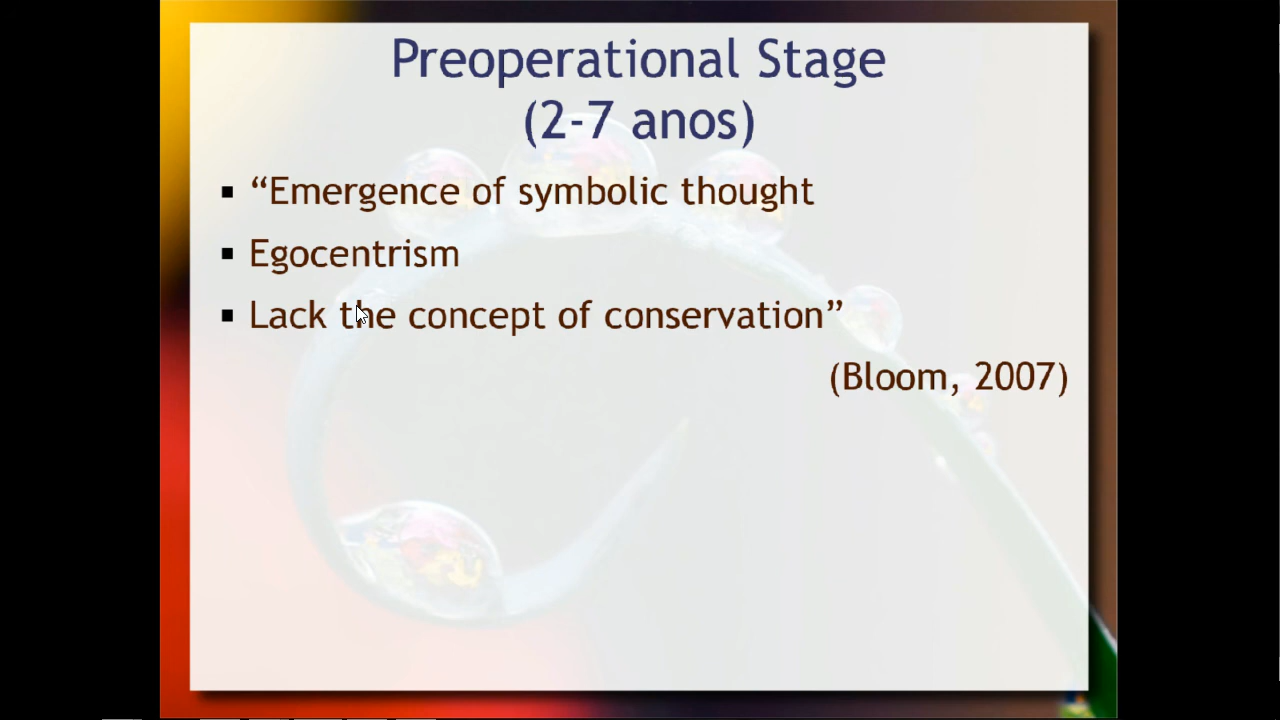 Preoperational Stage
(2-7 anos)
▪ “Emergence of symbolic thought
▪ Egocentrism
▪ Lack the concept of conservation”
(Bloom, 2007)